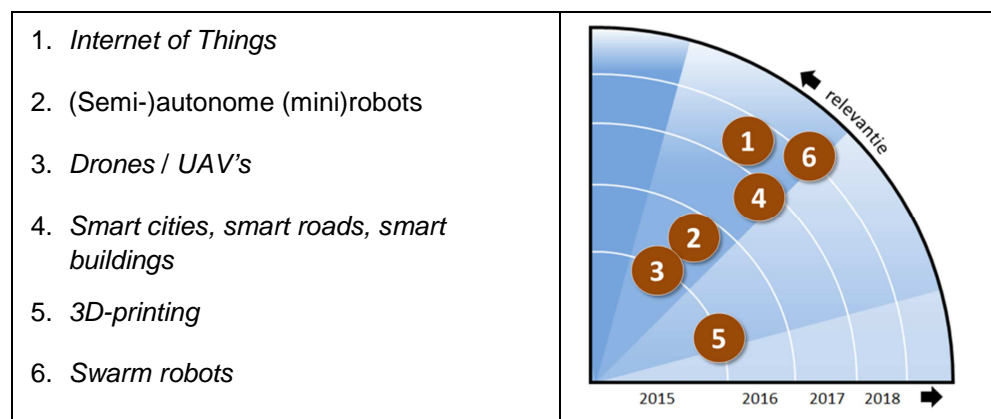 1. Internet of Things
2. (Semi-)autonome (mini)robots
3. Drones / UAV's
4. Smart cities, smart roads, smart
buildings
5. 3D-printing
6. Swarm robots
relevantie
1
6
4
2
3
5
2015 2016 2017 2018